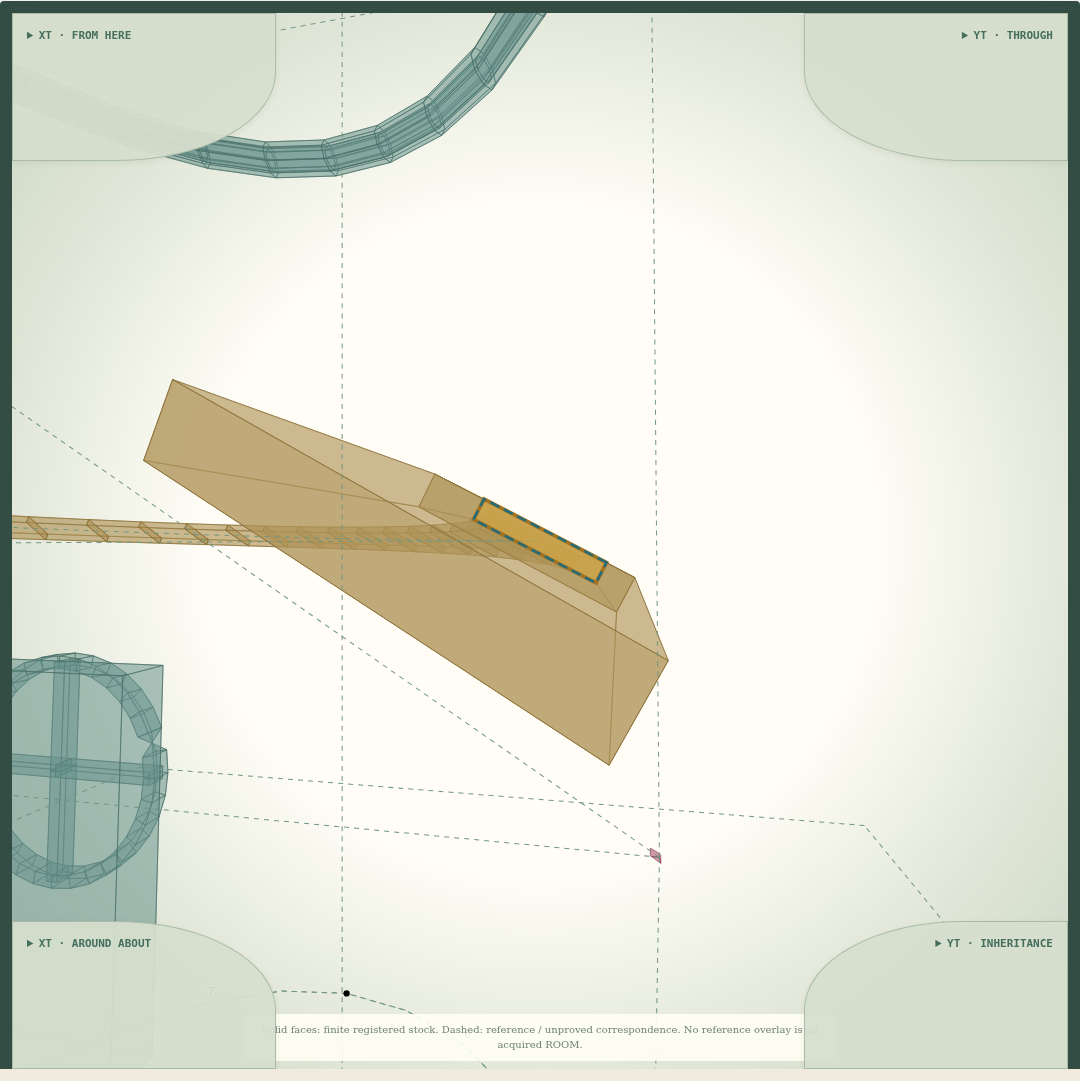 ▶ XT · FROM HERE
▶ YT · THROUGH
▶ XT · AROUND ABOUT
▶ YT · INHERITANCE
?
faces: finite registered stock. Dashed: reference / unproved correspondence. No reference overlay is
acquired ROOM.